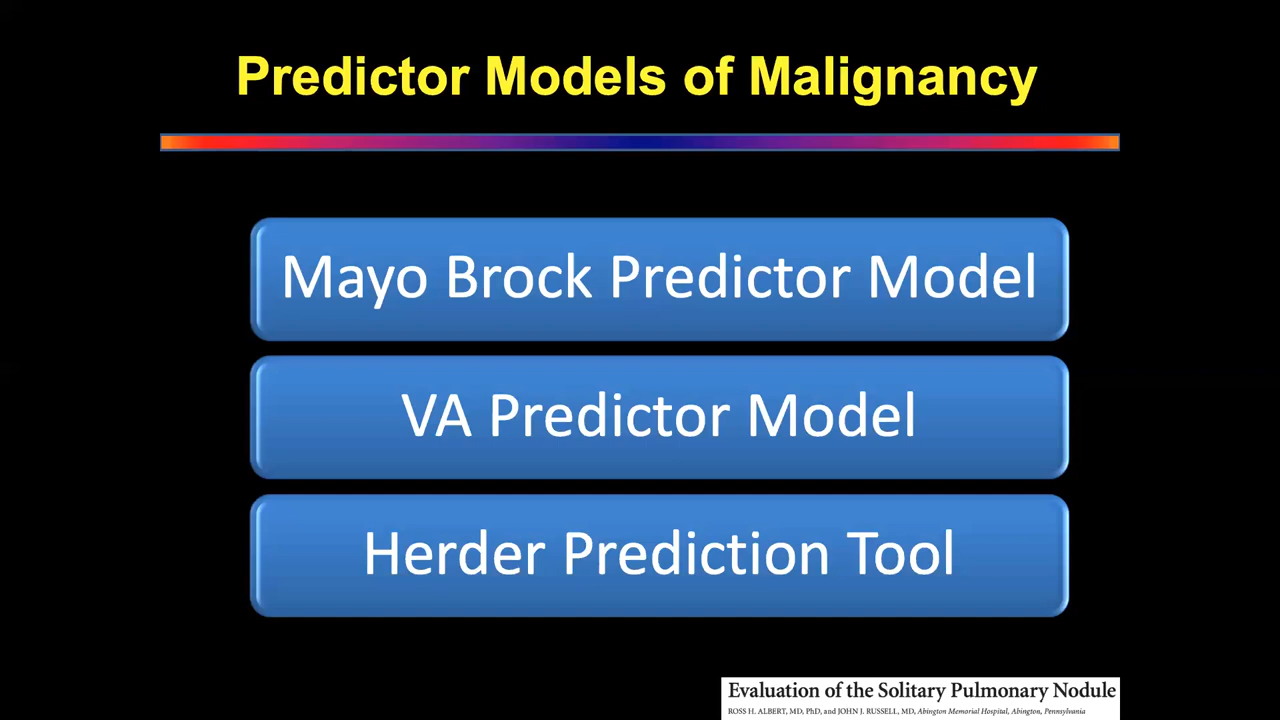 Predictor Models of Malignancy
Mayo Brock Predictor Model
VA Predictor Model
Herder Prediction Tool
Evaluation of the Solitary Pulmonary Nodule
ROSS H. ALBERT, MD, PhD, and JOHN J. RUSSELL, MD, Abington Memorial Hospital, Abington, Pennsylvania